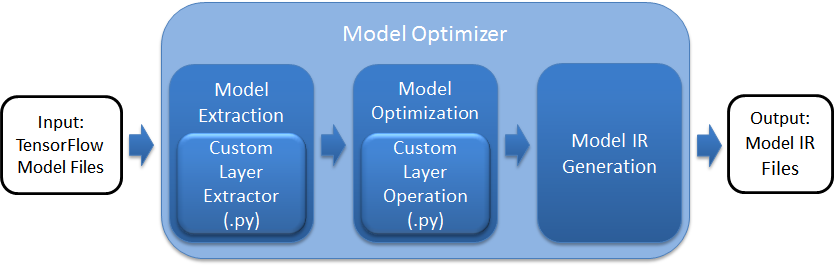 Model Optimizer
Input:
TensorFlow
Model Files
Model
Extraction
Custom
Layer
Extractor
(.py)
Model
Optimization
Custom
Layer
Operation
(.py)
Model IR
Generation
Output:
Model IR
Files